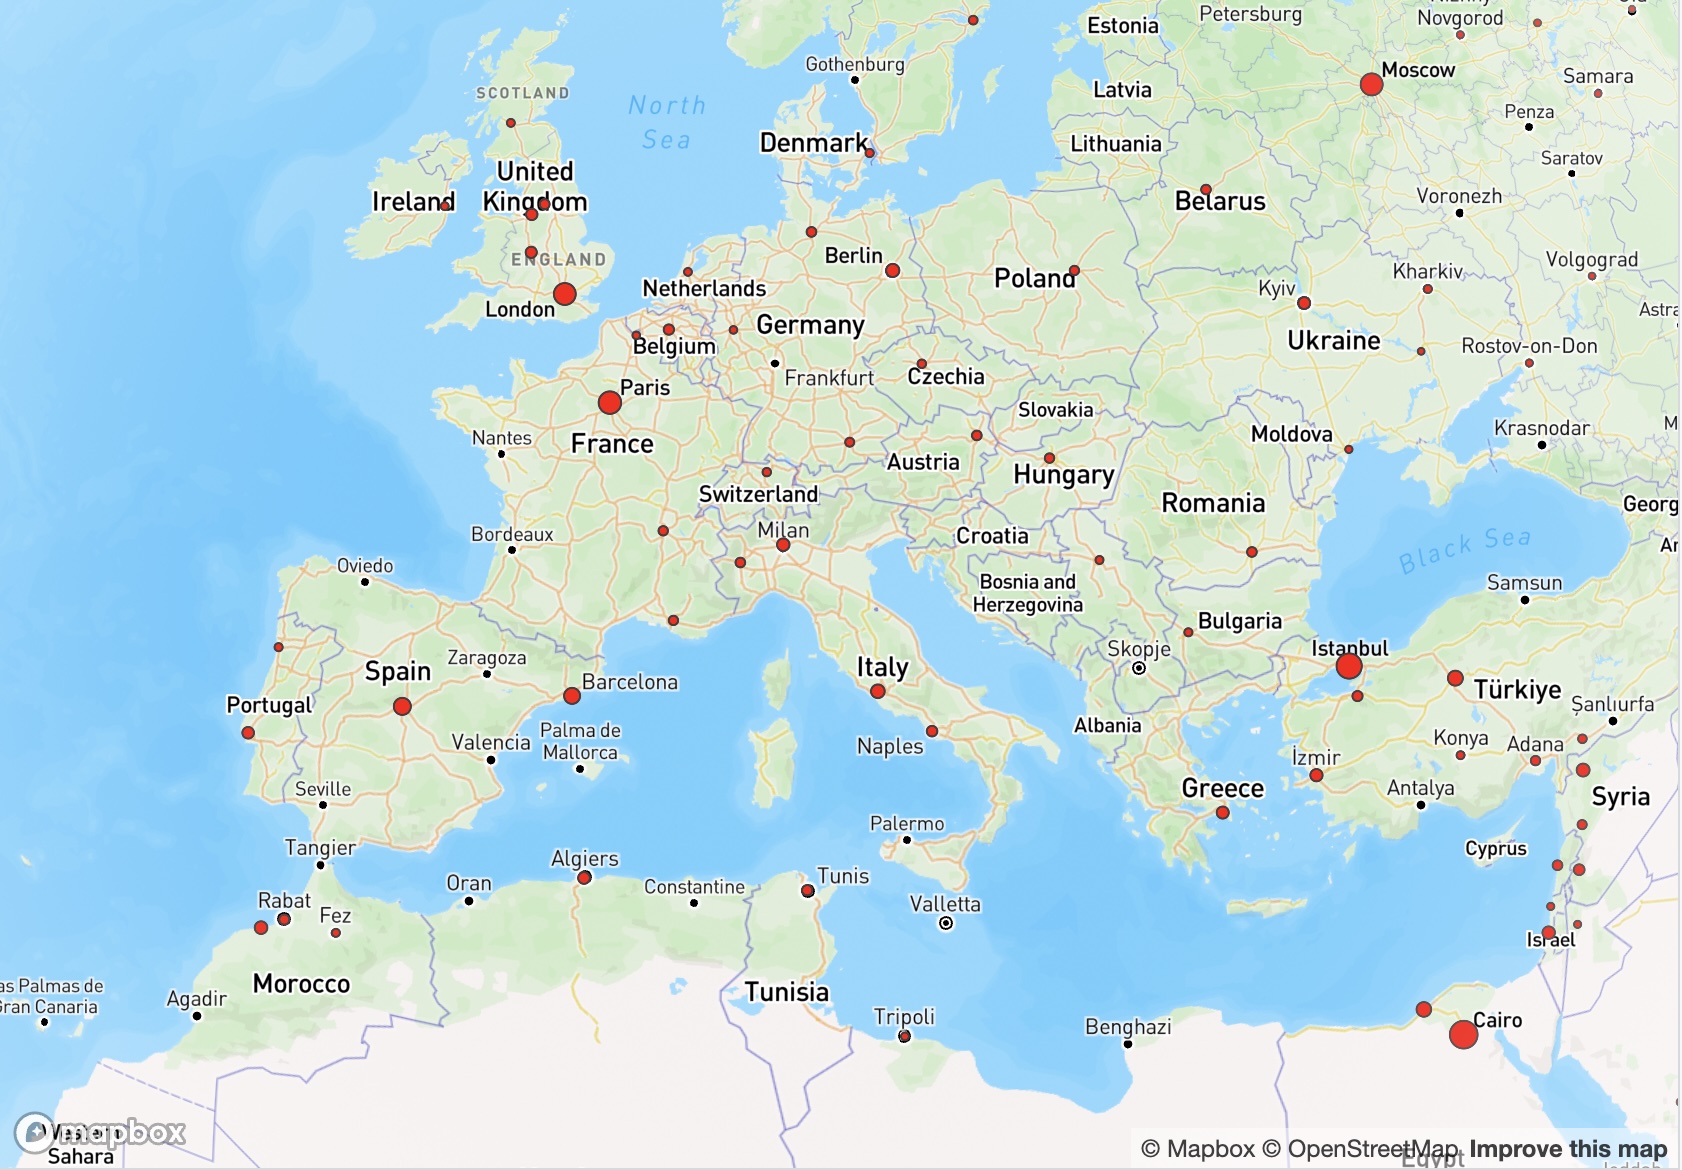 Estonia
Petersburg
Novgorod
Gothenburg
Moscow
Samara
SCOTLAND
North
Sea
Latvia
Penza
Denmark
Lithuania
Saratov
United
Kingdom
Ireland
Belarus
Voronezh
ENGLAND
Berlin
Volgograd
Kharkiv
Poland
Kyiv
Netherlands
London
Astra
Germany
Ukraine
Belgium
Rostov-on-Don
Paris
Frankfurt
Czechia
Slovakia
Nantes
France
Moldova
Krasnodar
M
Austria
Hungary
Switzerland
Romania
Georg
Bordeaux
Milan
Croatia
Black Sea
Ar
Oviedo
Bosnia and
Herzegovina
Samsun
Bulgaria
Skopje
Istanbul
Zaragoza
Spain
Italy
Barcelona
Türkiye
Portugal
Şanlıurfa
Albania
Palma de
Mallorca
Valencia
Naples
Konya
Adana
İzmir
Seville
Greece
Antalya
Syria
Palermo
Tangier
Cyprus
Algiers
Tunis
Oran
Constantine
Rabat
Fez
Valletta
Israel
Morocco
as Palmas de
Gran Canaria
Tunisia
Agadir
Tripoli
Benghazi
Cairo
mapbox
Western
Sahara
© Mapbox © OpenStreetMap Improve this map
Egypt